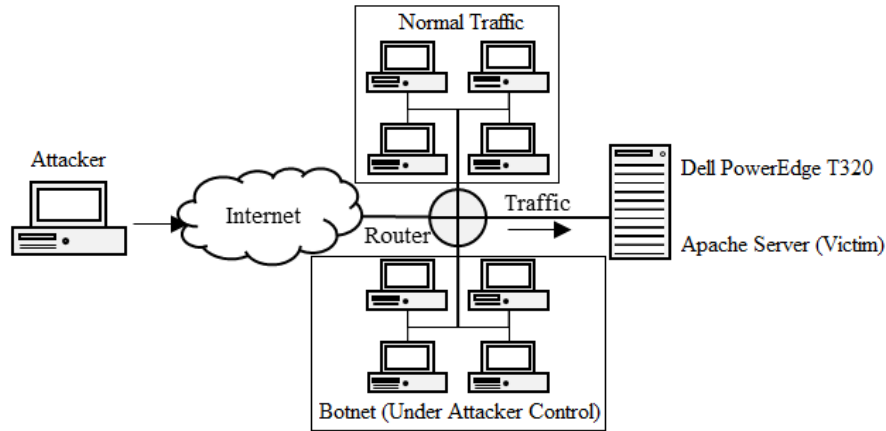 Normal Traffic
Attacker
Internet
Router
Traffic
Dell PowerEdge T320
Apache Server (Victim)
Botnet (Under Attacker Control)